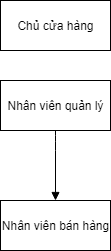 Chủ cửa hàng
Nhân viên quản lý
Nhân viên bán hàng